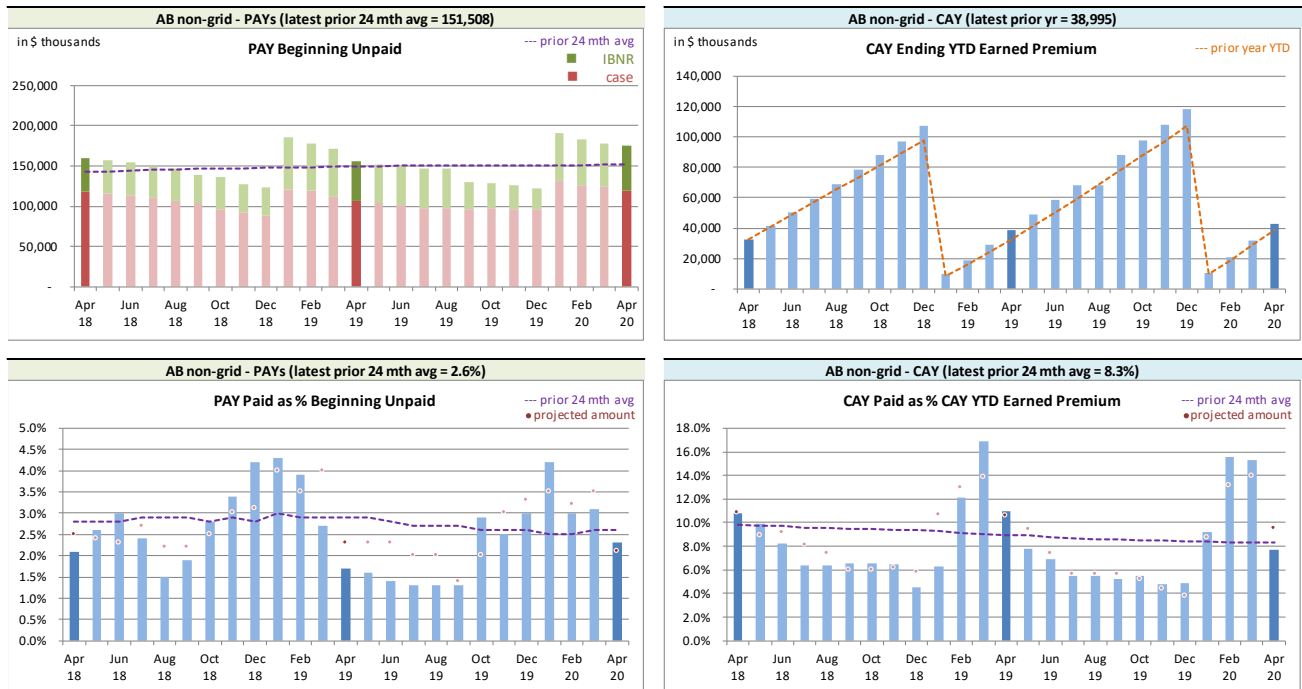 AB non-grid - PAYs (latest prior 24 mth avg = 151,508)
in $ thousands
PAY Beginning Unpaid
--- prior 24 mth avg
IBNR
case
250,000
200,000
150,000
100,000
50,000
-
Apr Jun Aug Oct Dec Feb Apr Jun Aug Oct Dec Feb Apr
18 18 18 18 18 19 19 19 19 19 19 20 20
AB non-grid - CAY (latest prior yr = 38,995)
in $ thousands
CAY Ending YTD Earned Premium
--- prior year YTD
140,000
120,000
100,000
80,000
60,000
40,000
20,000
-
Apr Jun Aug Oct Dec Feb Apr Jun Aug Oct Dec Feb Apr
18 18 18 18 18 19 19 19 19 19 19 20 20
AB non-grid - PAYs (latest prior 24 mth avg = 2.6%)
PAY Paid as % Beginning Unpaid
--- prior 24 mth avg
•projected amount
5.0%
4.5%
4.0%
3.5%
3.0%
2.5%
2.0%
1.5%
1.0%
0.5%
0.0%
Apr Jun Aug Oct Dec Feb Apr Jun Aug Oct Dec Feb Apr
18 18 18 18 18 19 19 19 19 19 19 20 20
AB non-grid - CAY (latest prior 24 mth avg = 8.3%)
CAY Paid as % CAY YTD Earned Premium
--- prior 24 mth avg
•projected amount
18.0%
16.0%
14.0%
12.0%
10.0%
8.0%
6.0%
4.0%
2.0%
0.0%
Apr Jun Aug Oct Dec Feb Apr Jun Aug Oct Dec Feb Apr
18 18 18 18 18 19 19 19 19 19 19 20 20